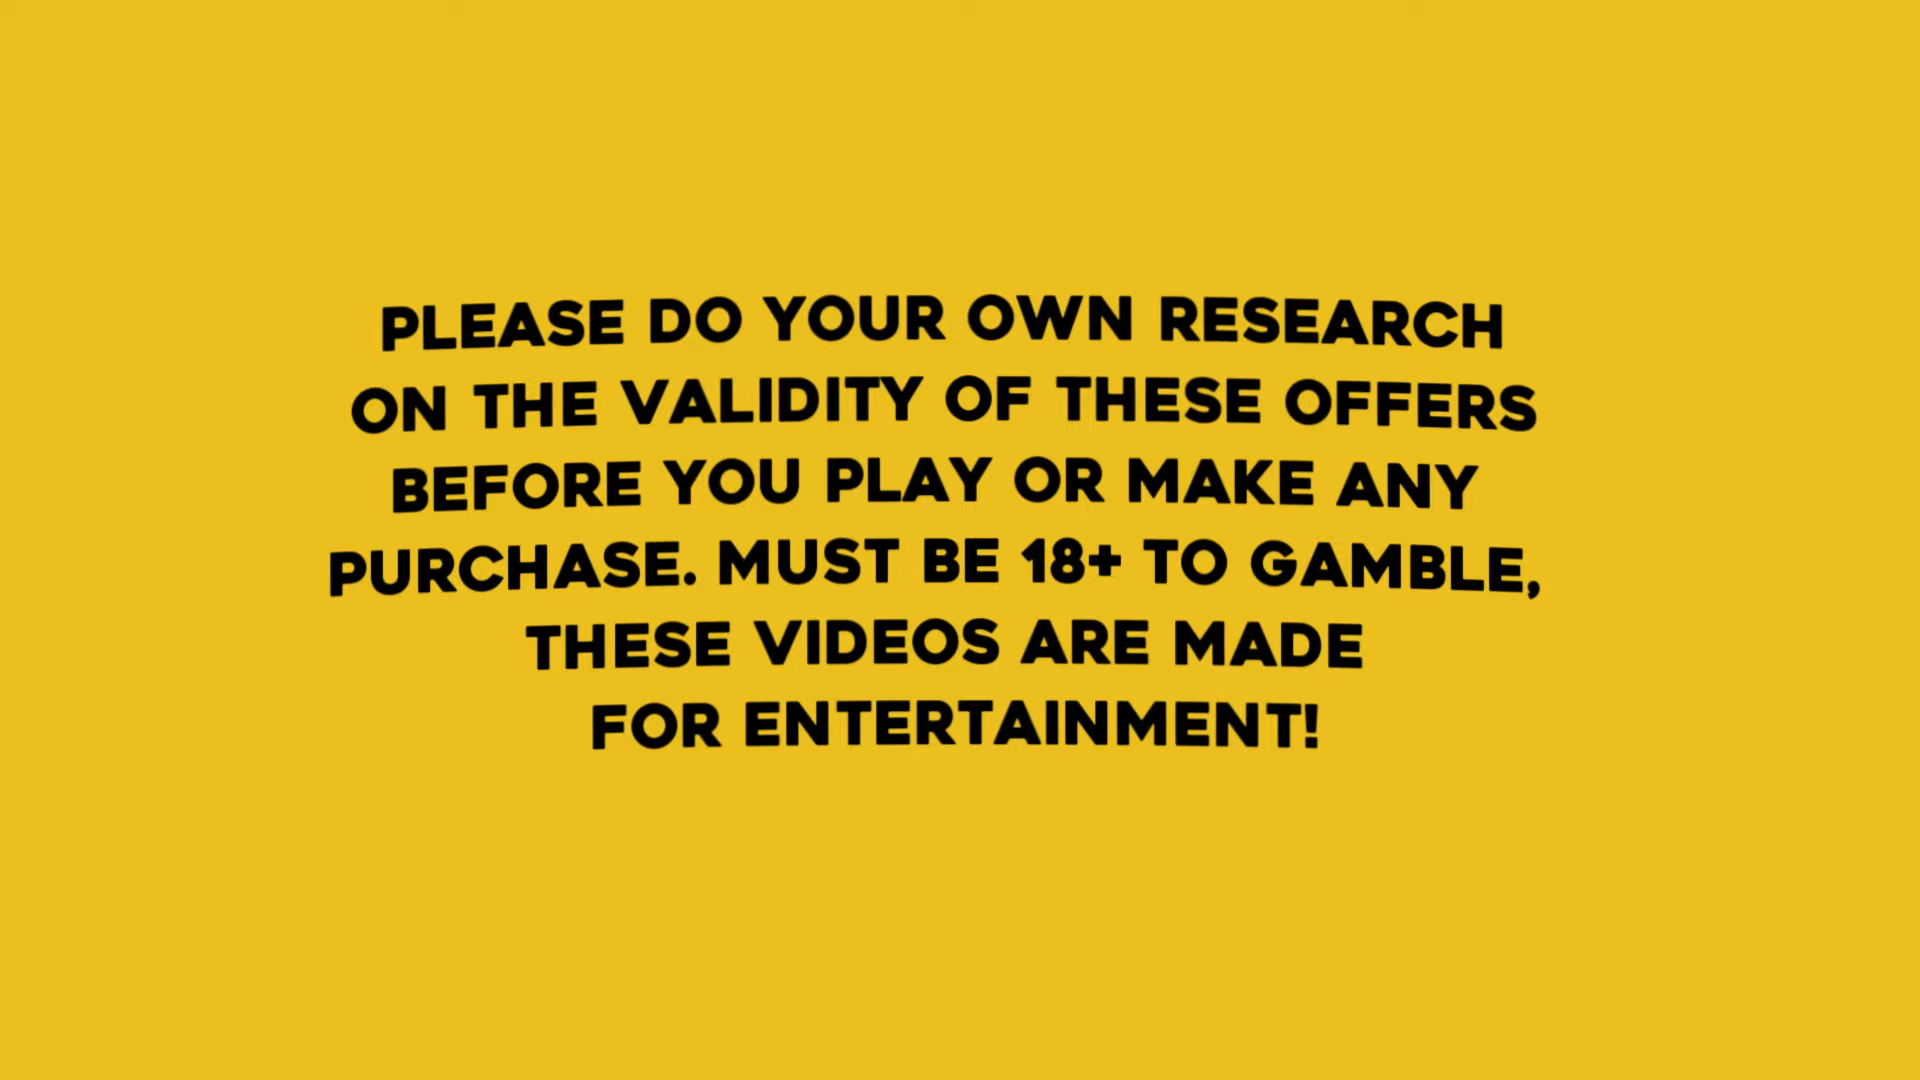 PLEASE DO YOUR OWN RESEARCH
ON THE VALIDITY OF THESE OFFERS
BEFORE YOU PLAY OR MAKE ANY
PURCHASE. MUST BE 18+ TO GAMBLE,
THESE VIDEOS ARE MADE
FOR ENTERTAINMENT!